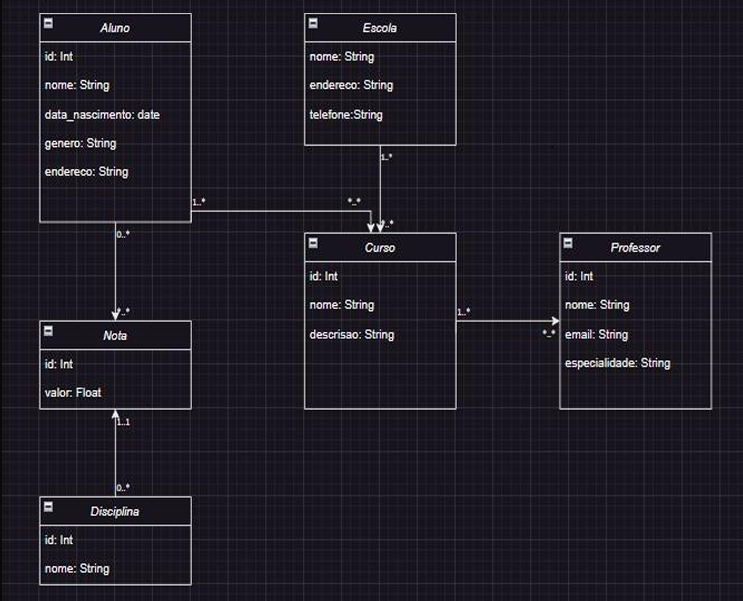 Aluno
id: Int
nome: String
data_nascimento: date
genero: String
endereco: String
Escola
nome: String
endereco: String
telefone:String
1..*
1..*
*..*
0..*
*..*
Curso
id: Int
nome: String
descrisao: String
Professor
id: Int
nome: String
email: String
especialidade: String
1..*
*..*
*..*
Nota
id: Int
valor: Float
1..1
0..*
Disciplina
id: Int
nome: String